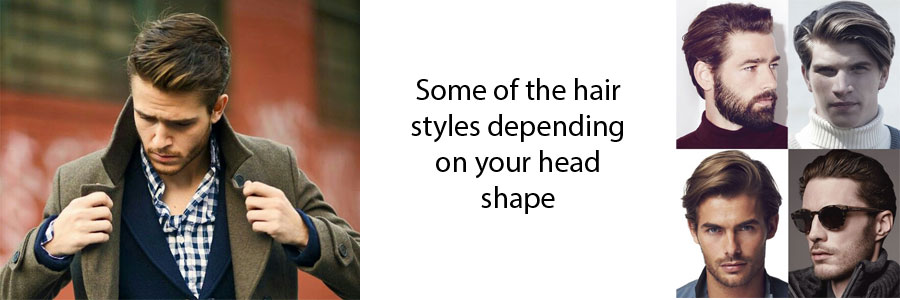 Some of the hair
styles depending
on your head
shape